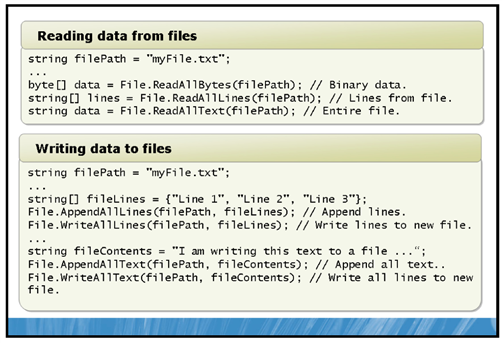 Reading data from files
string filePath = "myFile.txt";
...
byte[] data = File.ReadAllBytes(filePath); // Binary data.
string[] lines = File.ReadAllLines(filePath); // Lines from file.
string data = File.ReadAllText(filePath); // Entire file.
Writing data to files
string filePath = "myFile.txt";
...
string[] fileLines = {"Line 1", "Line 2", "Line 3"};
File.AppendAllLines(filePath, fileLines); // Append lines.
File.WriteAllLines(filePath, fileLines); // Write lines to new file.
...
string fileContents = "I am writing this text to a file ...“;
File.AppendAllText(filePath, fileContents); // Append all text..
File.WriteAllText(filePath, fileContents); // Write all lines to new
file.